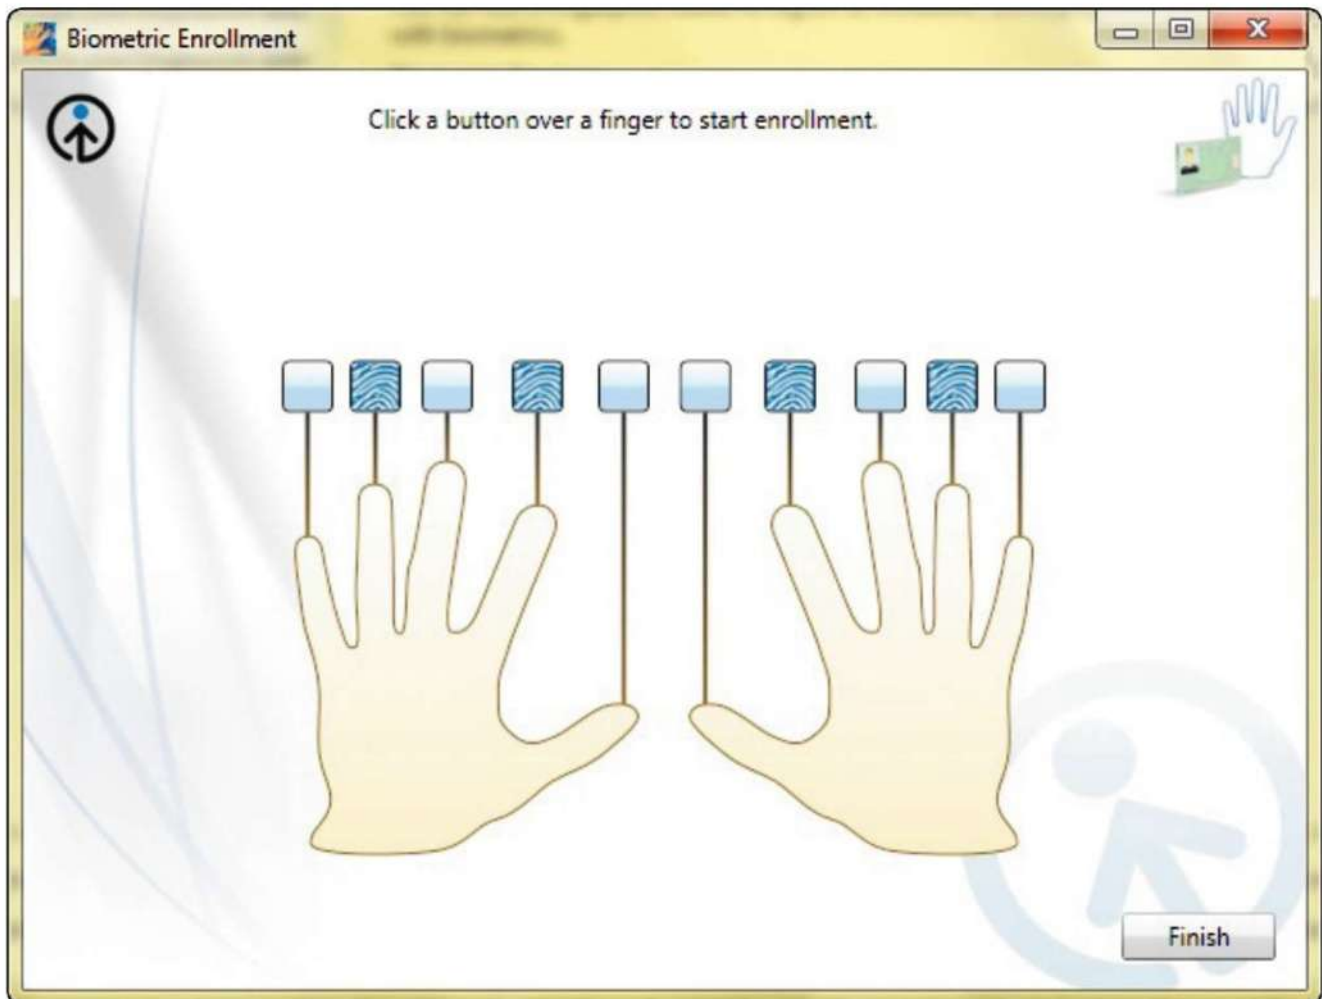 Biometric Enrollment
Click a button over a finger to start enrollment.
Finish